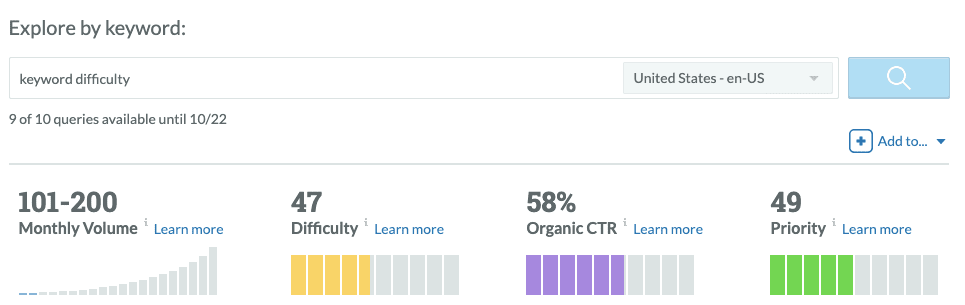 Explore by keyword:
keyword difficulty
United States - en-US
9 of 10 queries available until 10/22
Add to...
101-200
Monthly Volume i Learn more
47
Difficulty i Learn more
58%
Organic CTR i Learn more
49
Priority i Learn more